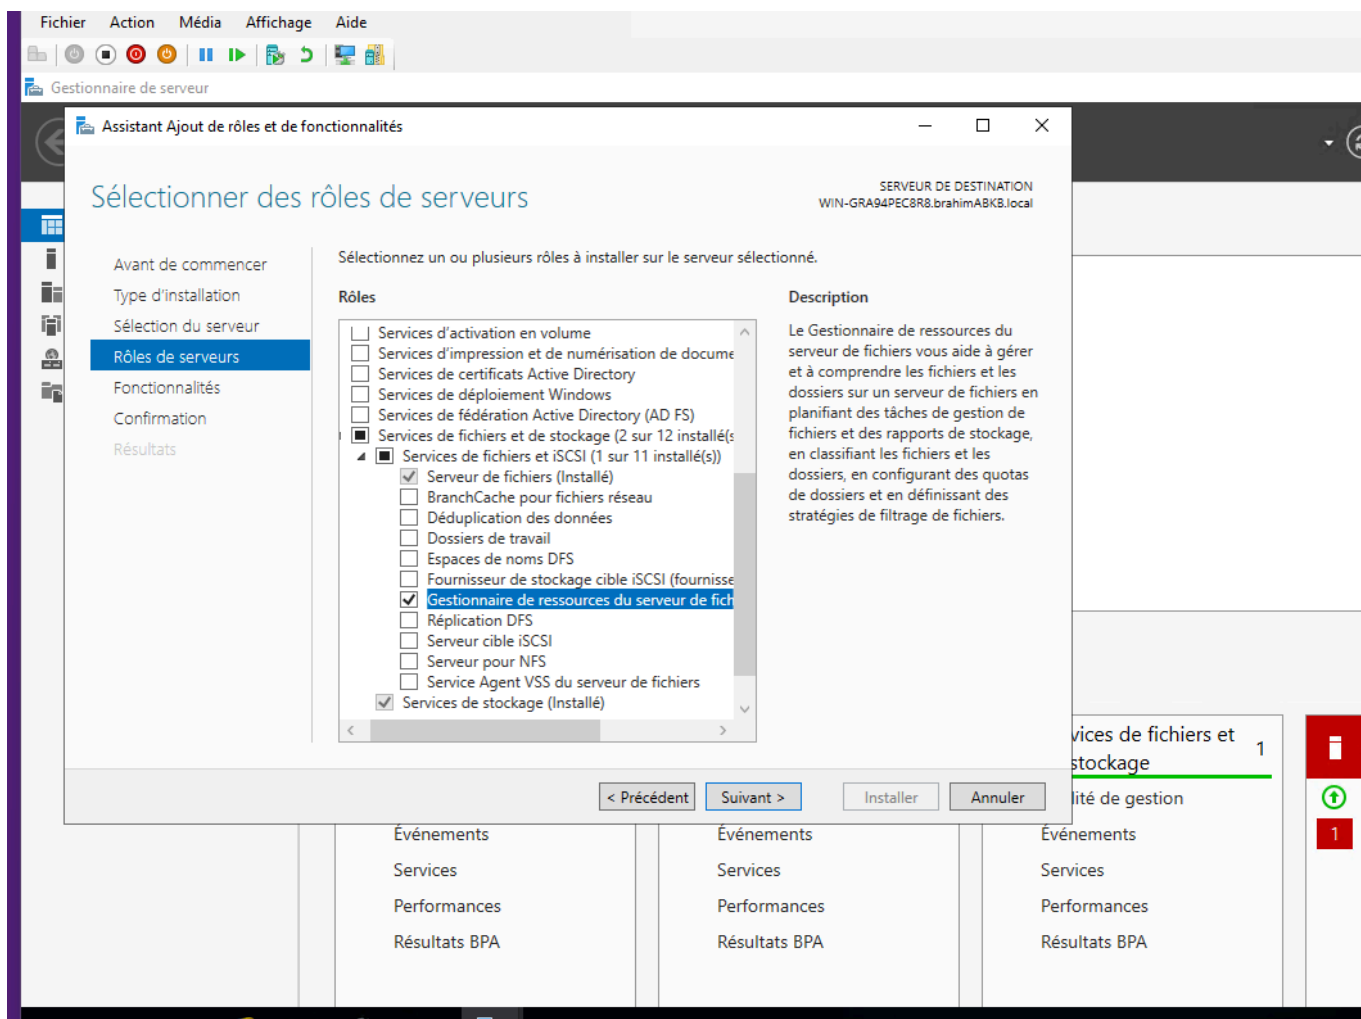 Fichier Action Média Affichage Aide
Gestionnaire de serveur
Assistant Ajout de rôles et de fonctionnalités
Sélectionner des rôles de serveurs
SERVEUR DE DESTINATION
WIN-GRA94PEC8R8.brahimABKB.local
Avant de commencer
Type d'installation
Sélection du serveur
Rôles de serveurs
Fonctionnalités
Confirmation
Résultats
Sélectionnez un ou plusieurs rôles à installer sur le serveur sélectionné.
Rôles
Services d'activation en volume
Services d'impression et de numérisation de docume
Services de certificats Active Directory
Services de déploiement Windows
Services de fédération Active Directory (AD FS)
Services de fichiers et de stockage (2 sur 12 installé(s
Services de fichiers et iSCSI (1 sur 11 installé(s))
Serveur de fichiers (Installé)
BranchCache pour fichiers réseau
Déduplication des données
Dossiers de travail
Espaces de noms DFS
Fournisseur de stockage cible iSCSI (fournisse
Gestionnaire de ressources du serveur de fich
Réplication DFS
Serveur cible iSCSI
Serveur pour NFS
Service Agent VSS du serveur de fichiers
Services de stockage (Installé)
Description
Le Gestionnaire de ressources du
serveur de fichiers vous aide à gérer
et à comprendre les fichiers et les
dossiers sur un serveur de fichiers en
planifiant des tâches de gestion de
fichiers et des rapports de stockage,
en classifiant les fichiers et les
dossiers, en configurant des quotas
de dossiers et en définissant des
stratégies de filtrage de fichiers.
< Précédent Suivant > Installer Annuler
vices de fichiers et
stockage
1
lité de gestion
1
Événements
Services
Performances
Résultats BPA
Événements
Services
Performances
Résultats BPA
Événements
Services
Performances
Résultats BPA